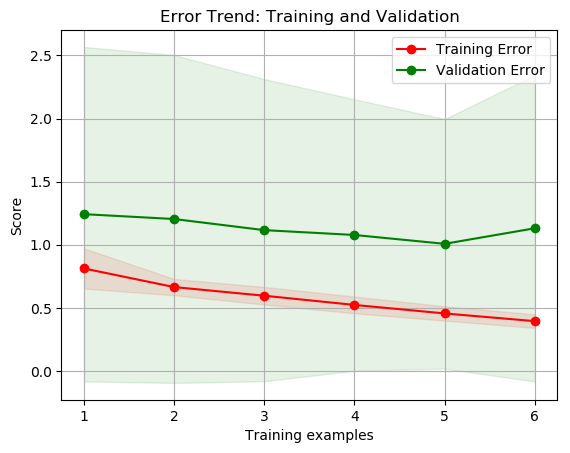 Error Trend: Training and Validation
Training Error
Validation Error
Score
2.5
2.0
1.5
1.0
0.5
0.0
1 2 3 4 5 6
Training examples